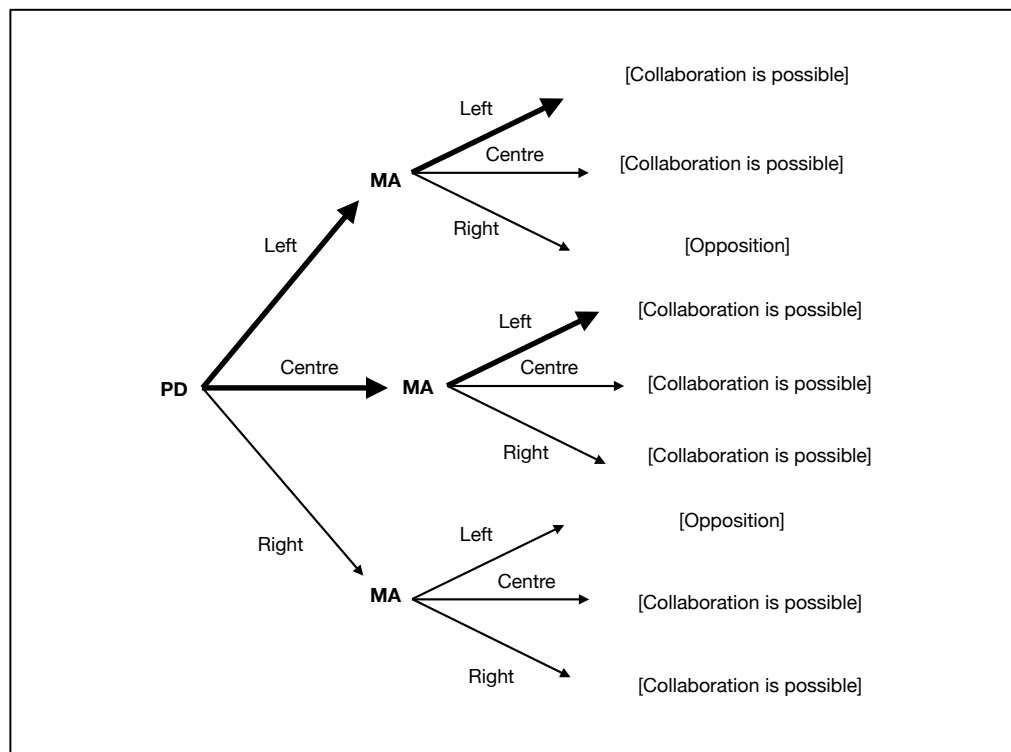 [Collaboration is possible]
Left
Centre
[Collaboration is possible]
MA
Right
Left
[Opposition]
[Collaboration is possible]
Left
Centre
Centre
PD
MA
[Collaboration is possible]
Right
[Collaboration is possible]
Right
Left
[Opposition]
Centre
MA
[Collaboration is possible]
Right
[Collaboration is possible]